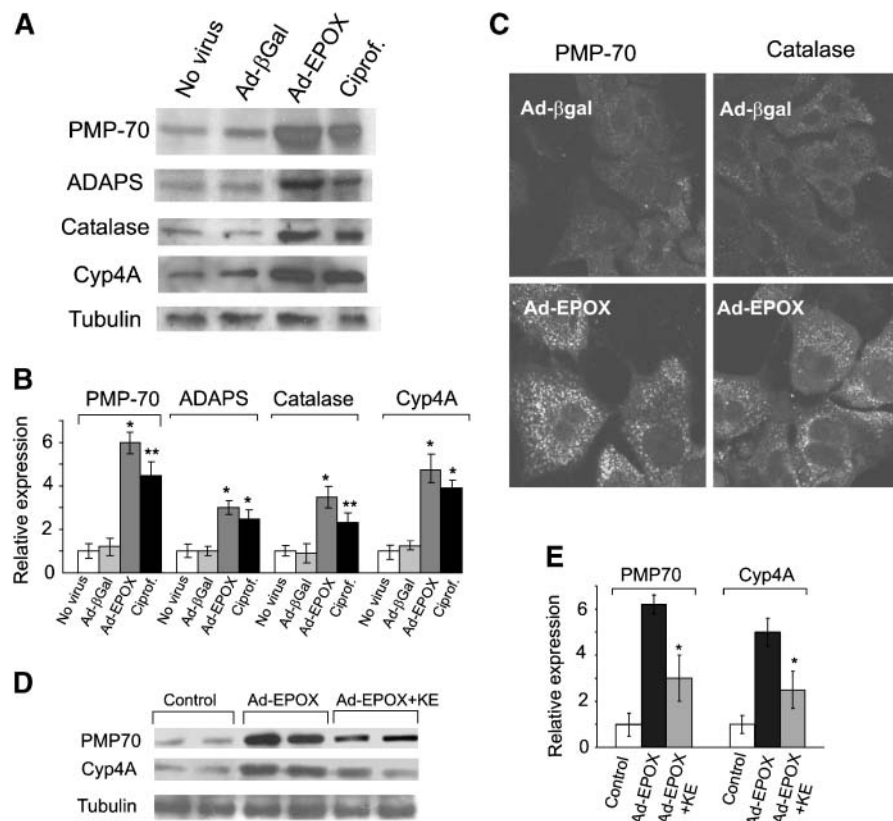 A
No virus
Ad-βGal
Ad-EPOX
Ciprof.
PMP-70
ADAPS
Catalase
Cyp4A
Tubulin
B
PMP-70 ADAPS Catalase Cyp4A
Relative expression
6
4
2
0
* ** * * * ** * *
No virus Ad-βGal Ad-EPOX Ciprof. No virus Ad-βGal Ad-EPOX Ciprof. No virus Ad-βGal Ad-EPOX Ciprof. No virus Ad-βGal Ad-EPOX Ciprof.
C
PMP-70 Catalase
Ad-βgal Ad-βgal
Ad-EPOX Ad-EPOX
D
Control Ad-EPOX Ad-EPOX+KE
PMP70
Cyp4A
Tubulin
E
PMP70 Cyp4A
Relative expression
6
4
2
0
* *
Control Ad-EPOX Ad-EPOX +KE Control Ad-EPOX Ad-EPOX +KE